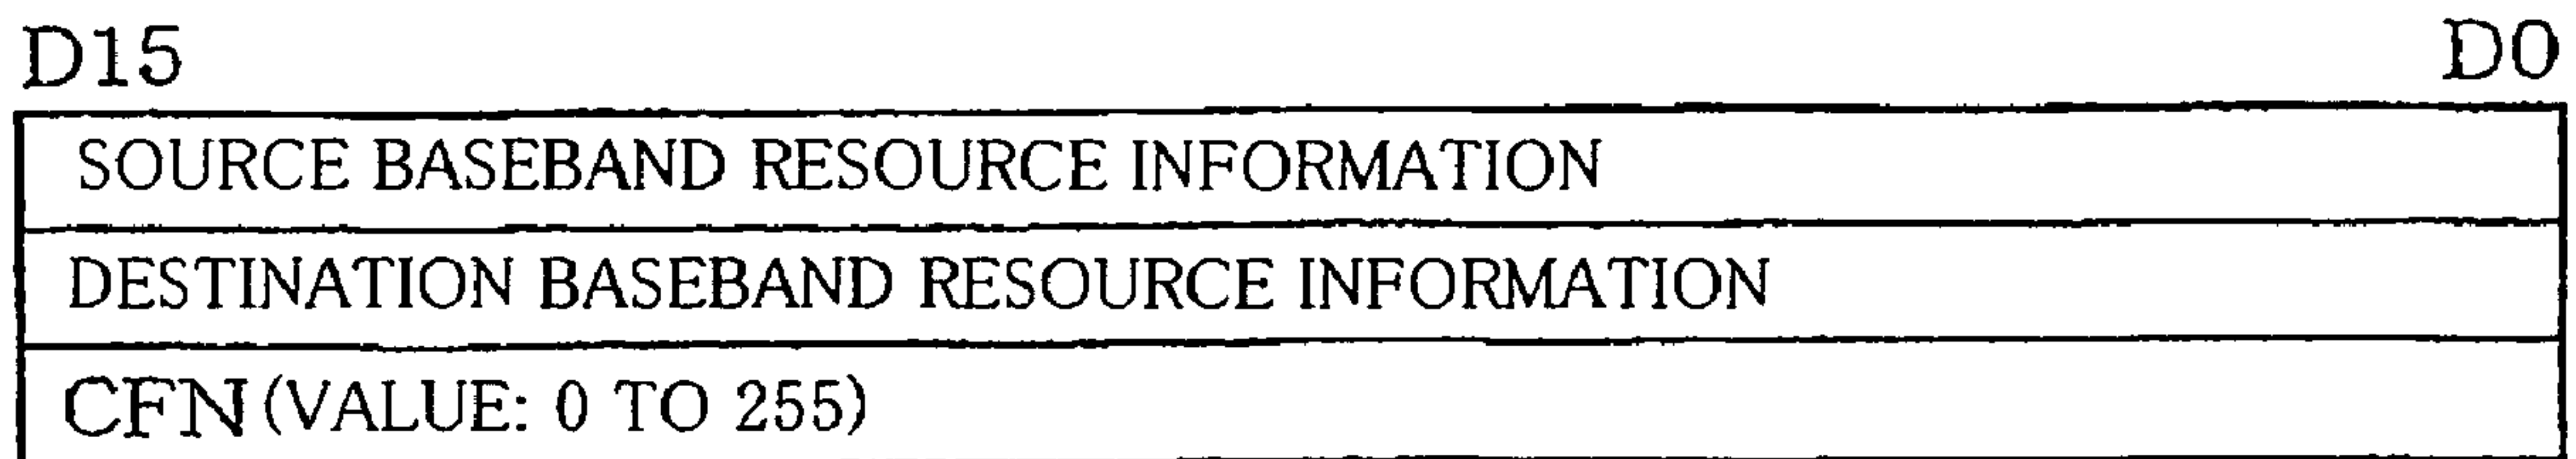 D15 D0
SOURCE BASEBAND RESOURCE INFORMATION
DESTINATION BASEBAND RESOURCE INFORMATION
CFN (VALUE: 0 TO 255)